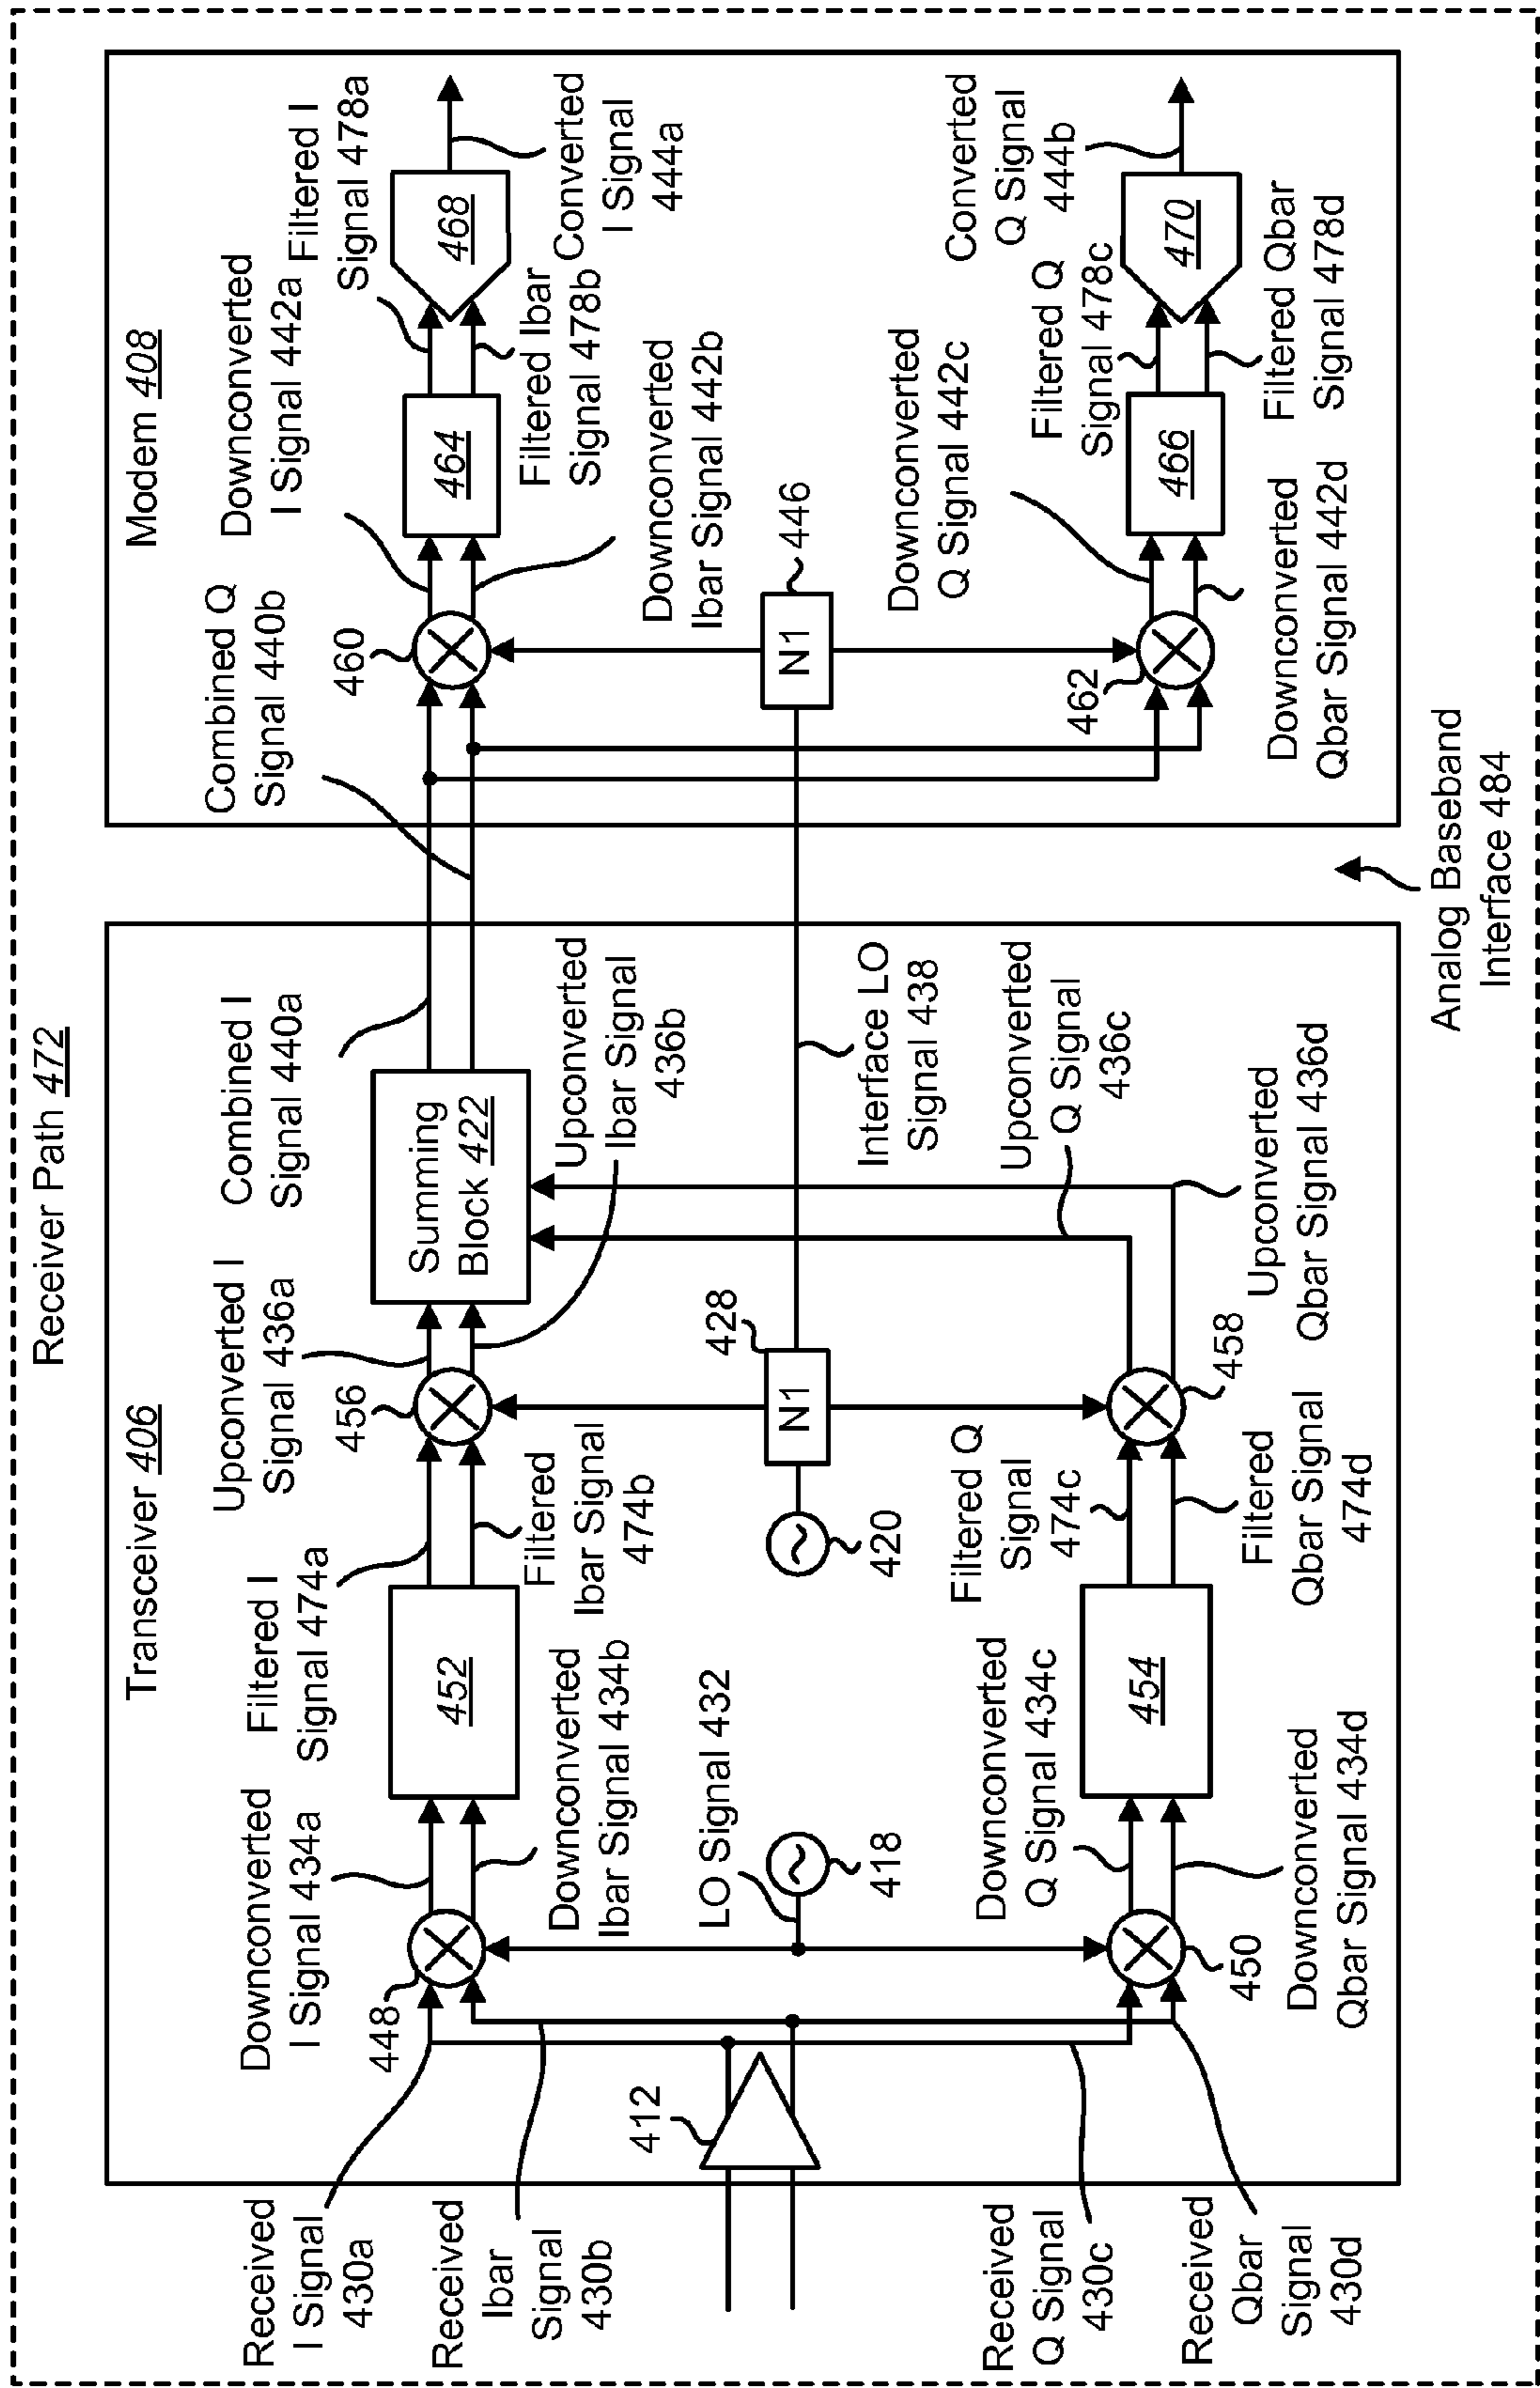 Receiver Path 472
Transceiver 406
Modem 408
Received
I Signal
430a
Received
Ibar
Signal
430b
Received
Q Signal
430c
Received
Qbar
Signal
430d
412
448
450
Downconverted
I Signal 434a
Downconverted
Ibar Signal 434b
LO Signal 432
418
Downconverted
Q Signal 434c
Downconverted
Qbar Signal 434d
452
454
Filtered I
Signal 474a
Filtered
Ibar Signal
474b
420
Filtered Q
Signal
474c
Filtered
Qbar Signal
474d
Upconverted I
Signal 436a
456
N1
428
458
Upconverted
Ibar Signal
436b
Summing
Block 422
Upconverted
Q Signal
436c
Upconverted
Qbar Signal 436d
Combined I
Signal 440a
Interface LO
Signal 438
Analog Baseband
Interface 484
Combined Q
Signal 440b
460
462
N1
446
Downconverted
I Signal 442a
Downconverted
Ibar Signal 442b
Downconverted
Q Signal 442c
Downconverted
Qbar Signal 442d
464
466
Filtered I
Signal 478a
Filtered Ibar
Signal 478b
Filtered Q
Signal 478c
Filtered Qbar
Signal 478d
468
470
Converted
I Signal
444a
Converted
Q Signal
444b